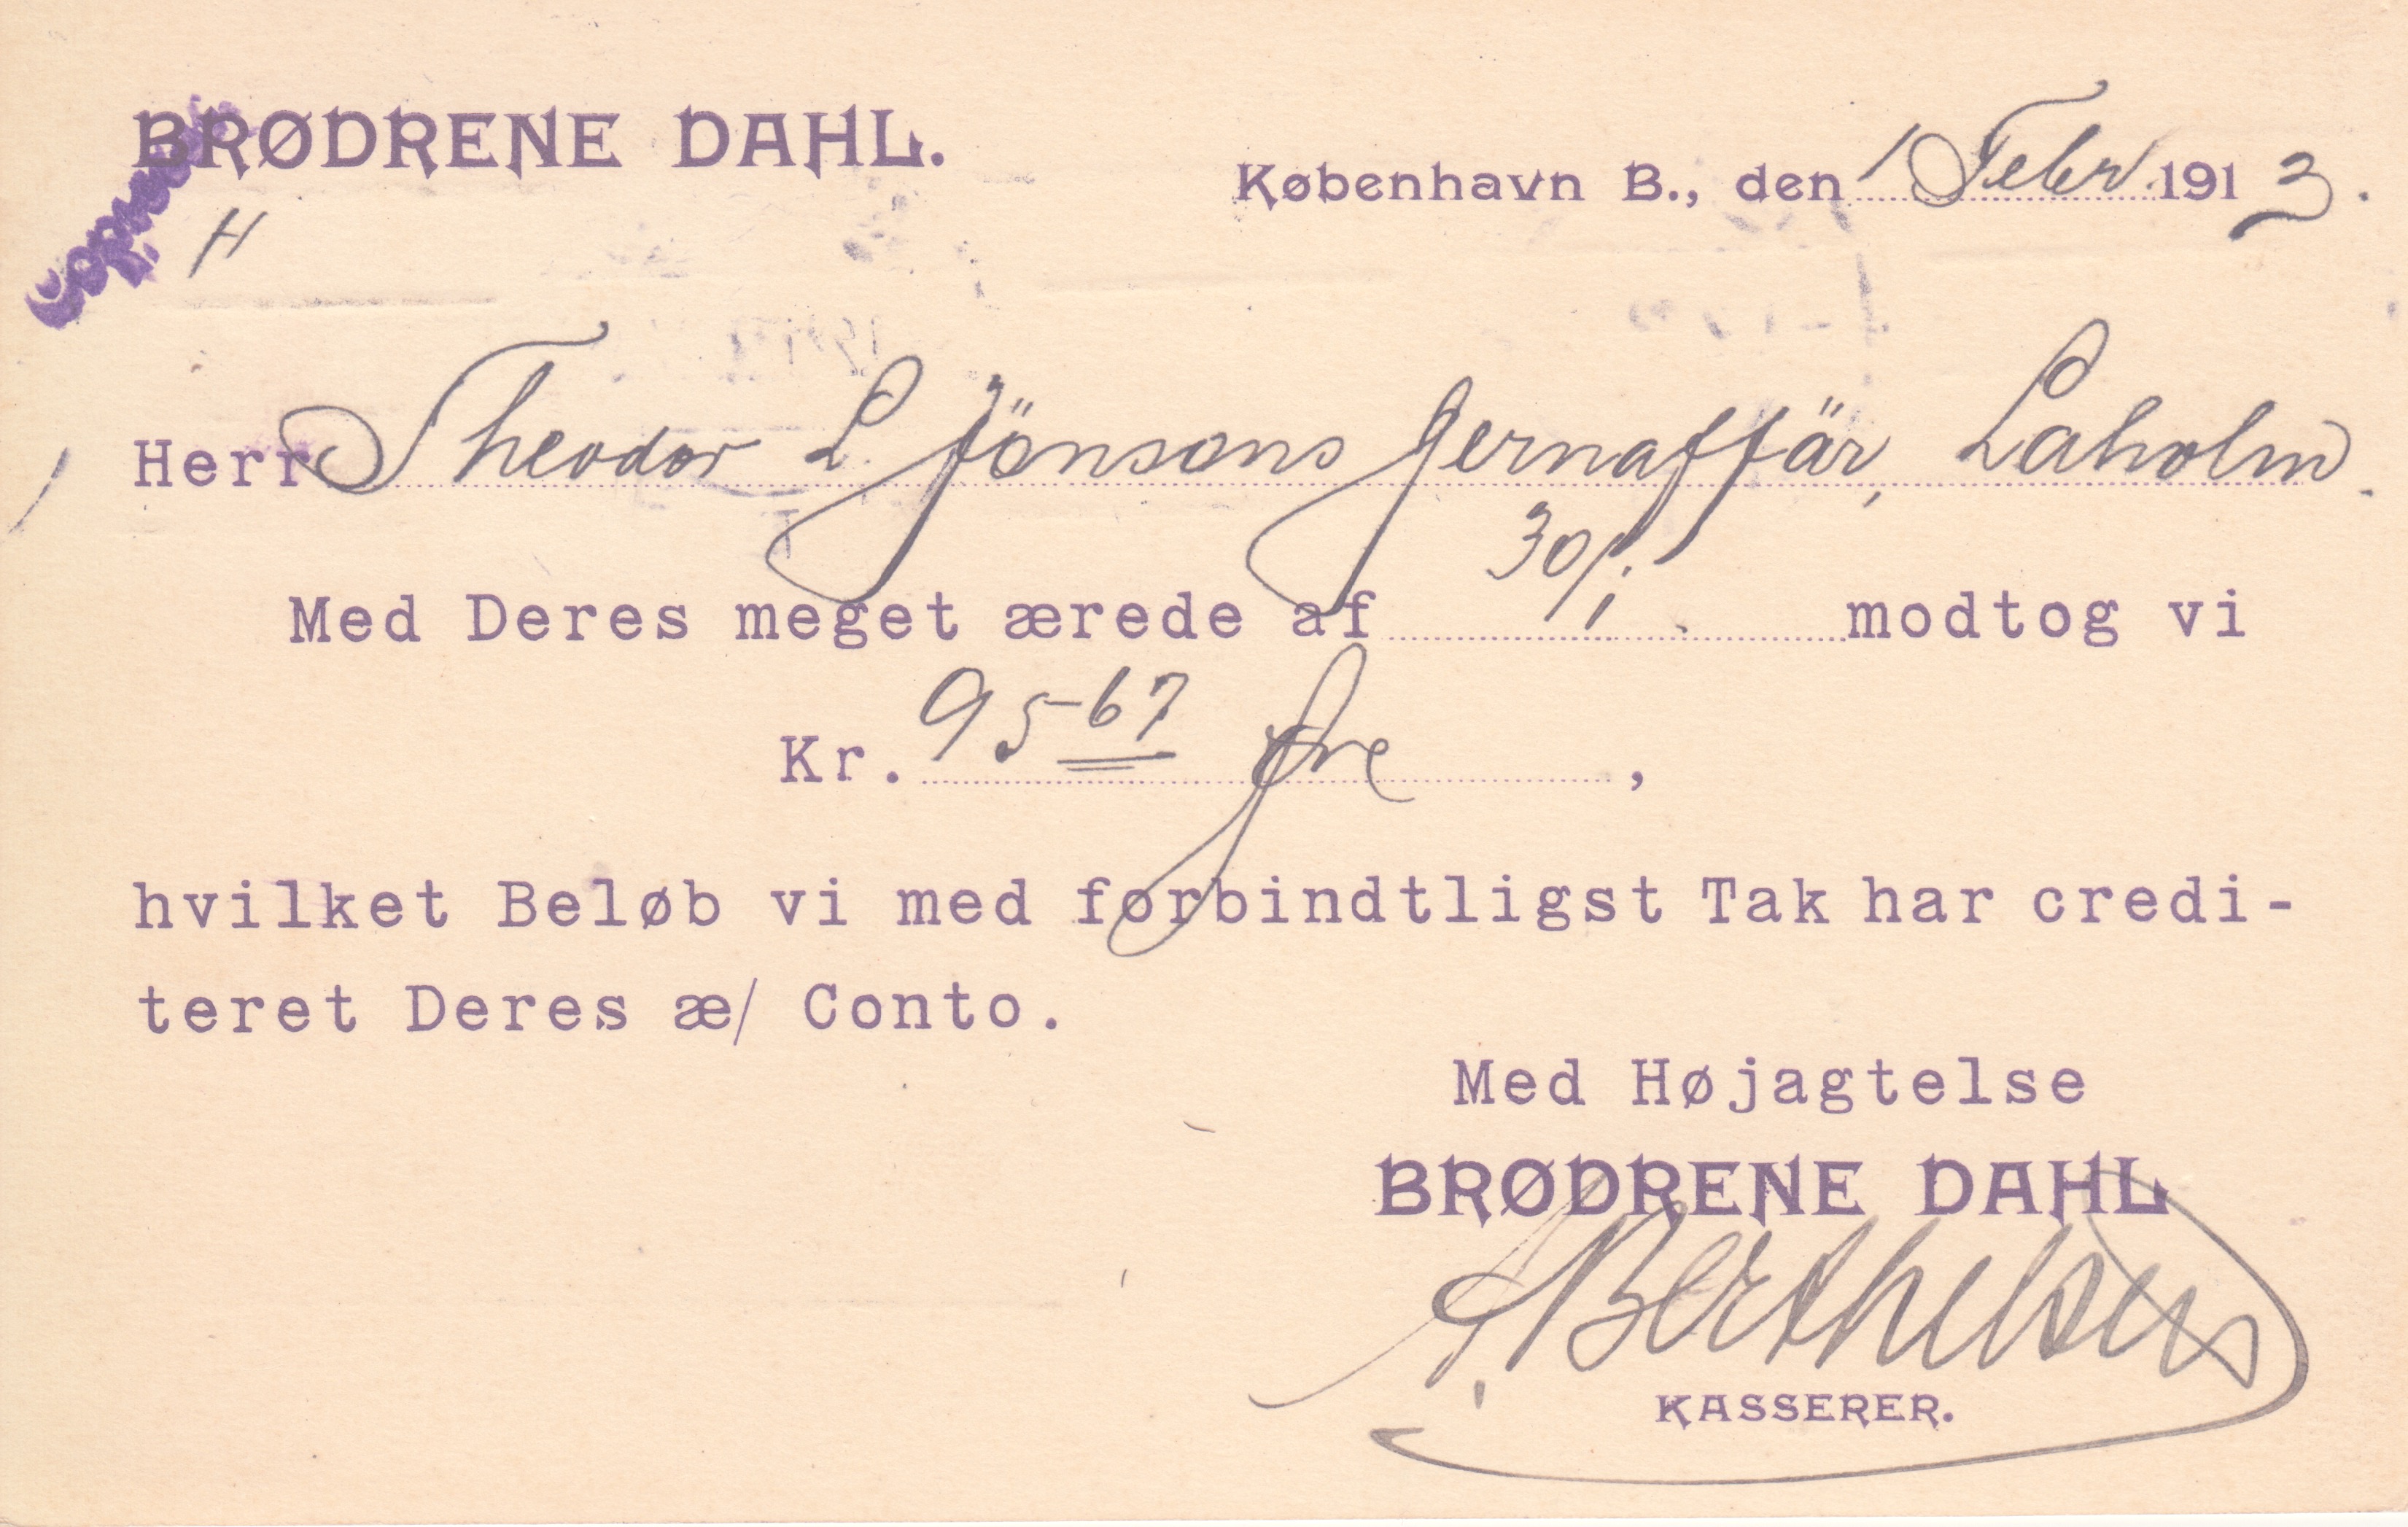 BRØDRENE DAHL.
København B., den 1 Febr. 1913.
H
Herr Theodor L. Jönsons Jernaffär, Laholm.
Med Deres meget ærede af 30/1. modtog vi
Kr. 95-67 Øre,
hvilket Beløb vi med forbindtligst Tak har credi-
teret Deres æ/ Conto.
Med Højagtelse
BRØDRENE DAHL
Berthelsen
KASSERER.